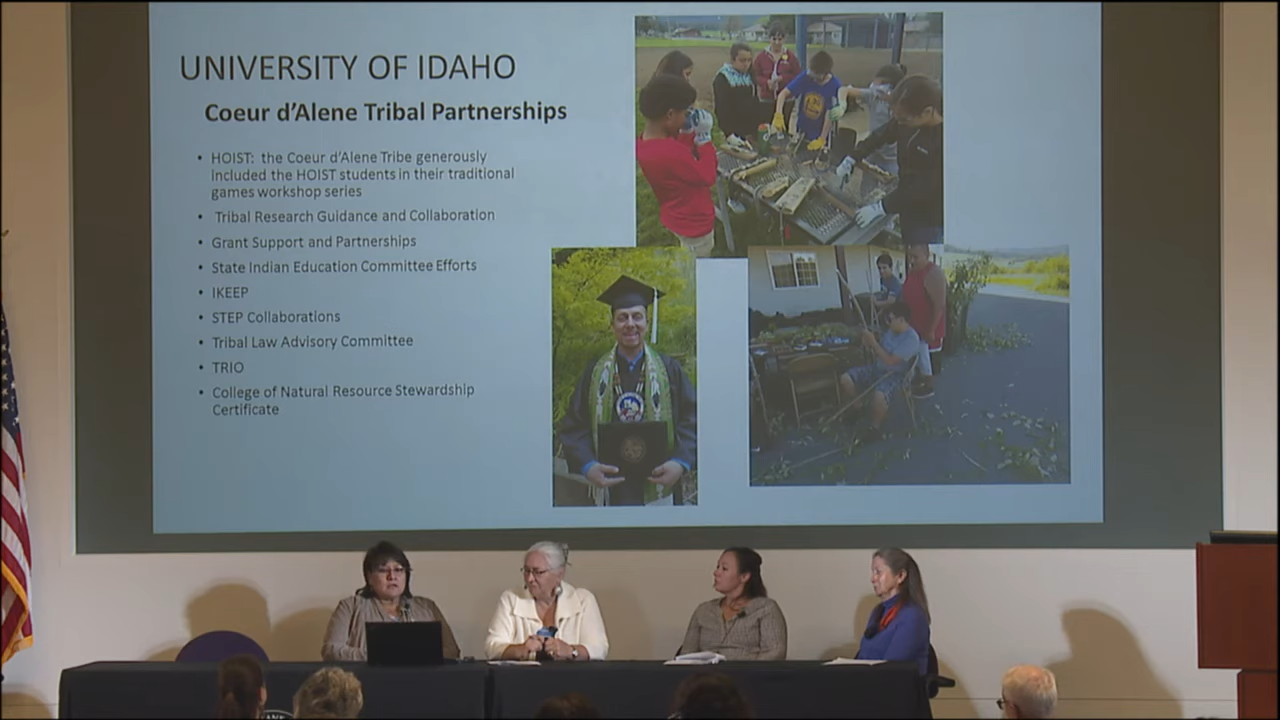 UNIVERSITY OF IDAHO
Coeur d'Alene Tribal Partnerships
• HOIST: the Coeur d'Alene Tribe generously
Included the HOIST students in their traditional
games workshop series
• Tribal Research Guidance and Collaboration
• Grant Support and Partnerships
• State Indian Education Committee Efforts
• IKEEP
• STEP Collaborations
• Tribal Law Advisory Committee
• TRIO
• College of Natural Resource Stewardship
Certificate